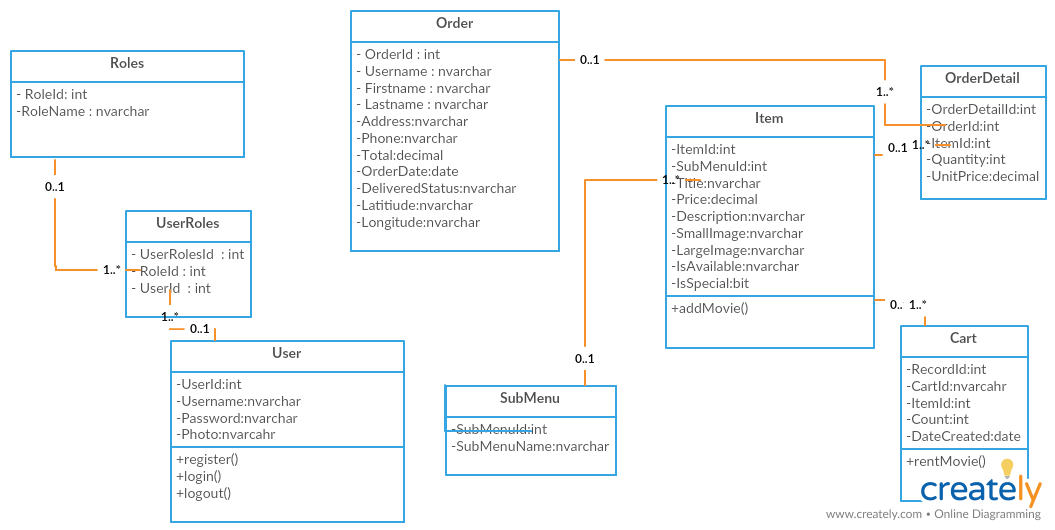 Roles
- RoleId: int
-RoleName : nvarchar
0..1
UserRoles
- UserRolesId : int
- RoleId : int
- UserId : int
1..*
1..*
0..1
User
-UserId:int
-Username:nvarchar
-Password:nvarchar
-Photo:nvarcahr
+register()
+login()
+logout()
Order
- OrderId : int
- Username : nvarchar
- Firstname : nvarchar
- Lastname : nvarchar
-Address:nvarchar
-Phone:nvarchar
-Total:decimal
-OrderDate:date
-DeliveredStatus:nvarchar
-Latitiude:nvarchar
-Longitude:nvarchar
0..1
1..*
OrderDetail
-OrderDetailId:int
-OrderId:int
-ItemId:int
-Quantity:int
-UnitPrice:decimal
0..1
1..*
Item
-ItemId:int
-SubMenuId:int
-Title:nvarchar
-Price:decimal
-Description:nvarchar
-SmallImage:nvarchar
-LargeImage:nvarchar
-IsAvailable:nvarchar
-IsSpecial:bit
+addMovie()
1..*
0..1
SubMenu
-SubMenuId:int
-SubMenuName:nvarchar
0..
1..*
Cart
-RecordId:int
-CartId:nvarcahr
-ItemId:int
-Count:int
-DateCreated:date
+rentMovie()
creately
www.creately.com • Online Diagramming